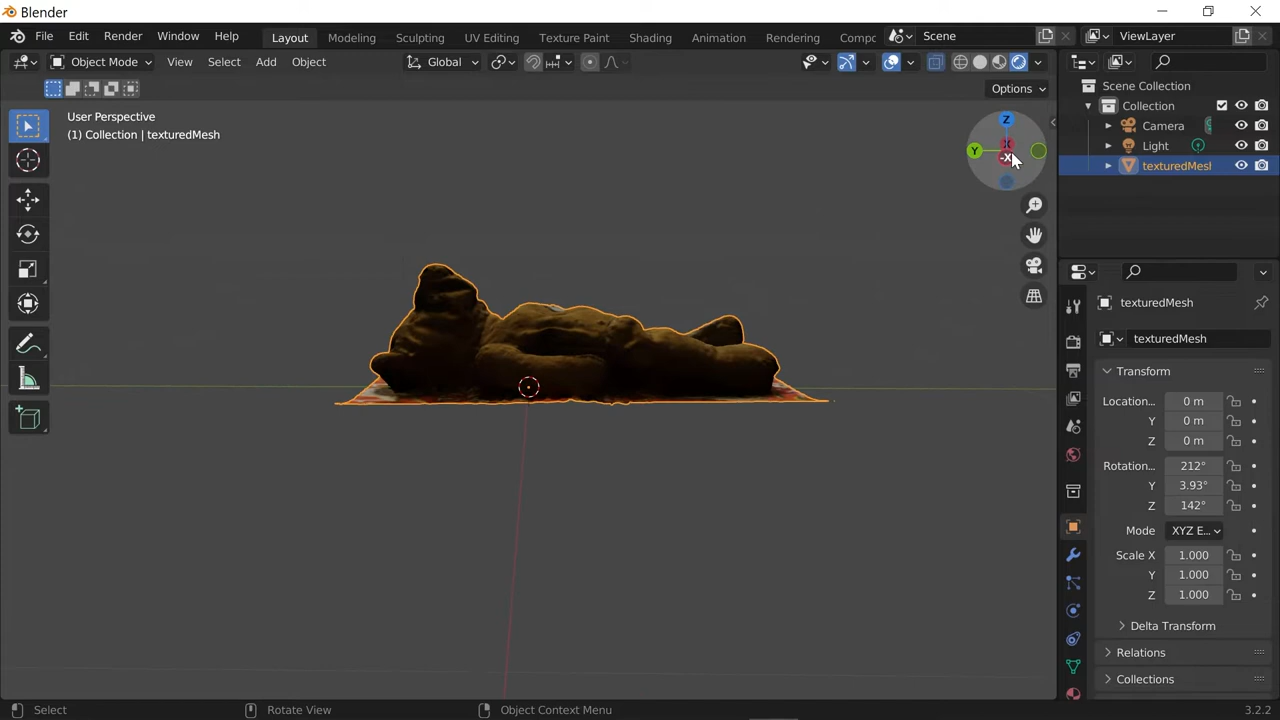 Blender
File Edit Render Window Help Layout Modeling Sculpting UV Editing Texture Paint Shading Animation Rendering Compc Scene ViewLayer
Object Mode View Select Add Object Global
Options
User Perspective
(1) Collection | texturedMesh
Z
Y
X
-X
Scene Collection
Collection
Camera
Light
texturedMesl
texturedMesh
texturedMesh
Transform
Location... 0 m
Y 0 m
Z 0 m
Rotation... 212°
Y 3.93°
Z 142°
Mode XYZ E...
Scale X 1.000
Y 1.000
Z 1.000
Delta Transform
Relations
Collections
Select Rotate View Object Context Menu 3.2.2